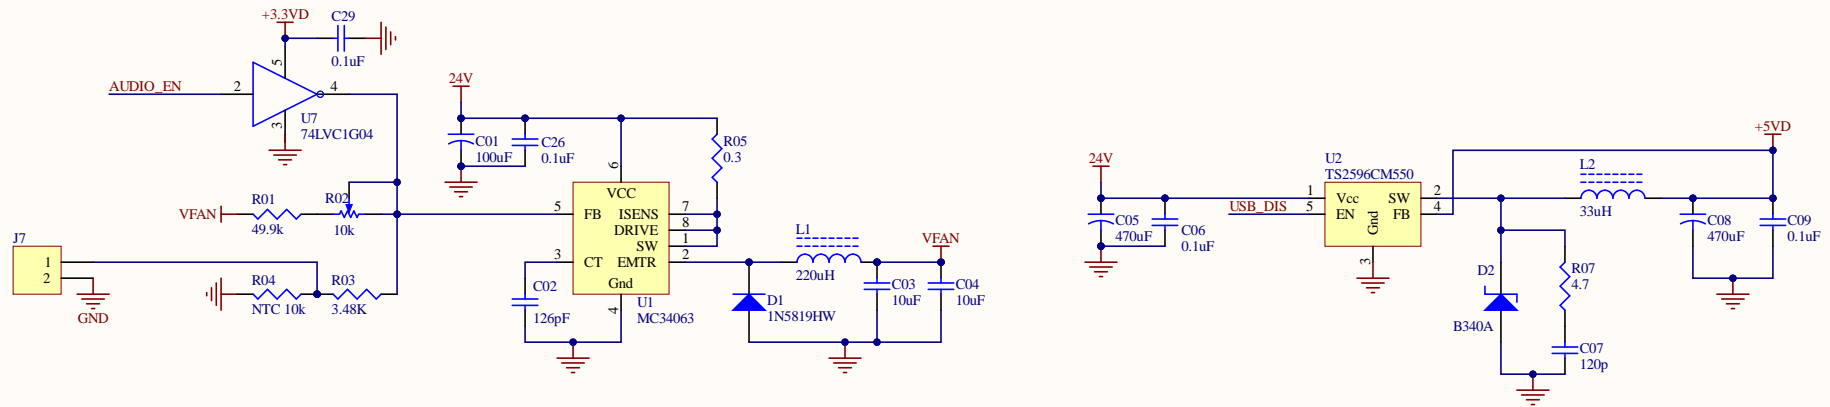 +3.3VD
C29
0.1uF
5
AUDIO_EN
2
4
3
U7
74LVC1G04
24V
C01
100uF
C26
0.1uF
R05
0.3
6
VCC
5
FB
ISENS
7
DRIVE
8
SW
1
3
CT
EMTR
2
Gnd
4
U1
MC34063
VFAN
R01
49.9k
R02
10k
J7
1
2
GND
R04
NTC 10k
R03
3.48K
C02
126pF
L1
220uH
VFAN
D1
1N5819HW
C03
10uF
C04
10uF
24V
C05
470uF
C06
0.1uF
USB_DIS
U2
TS2596CM550
1
Vcc
SW
2
5
EN
FB
4
Gnd
3
L2
33uH
+5VD
C08
470uF
C09
0.1uF
D2
B340A
R07
4.7
C07
120p